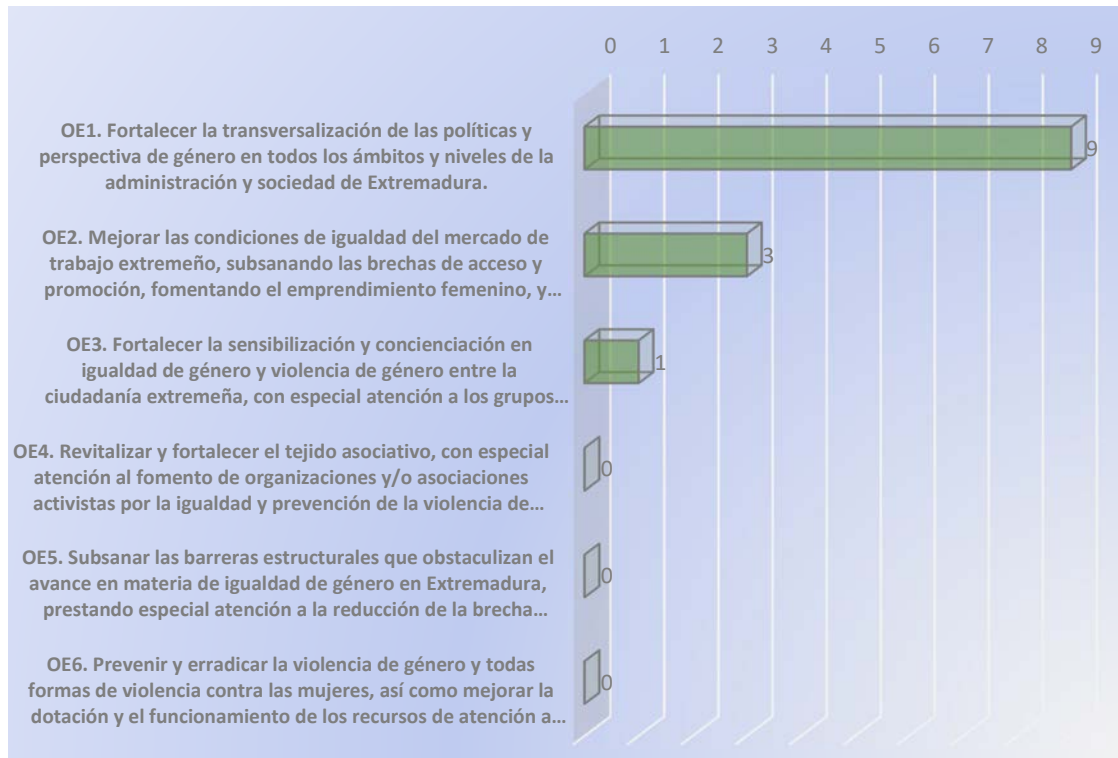 0 1 2 3 4 5 6 7 8 9
OE1. Fortalecer la transversalización de las políticas y
perspectiva de género en todos los ámbitos y niveles de la
administración y sociedad de Extremadura.
9
OE2. Mejorar las condiciones de igualdad del mercado de
trabajo extremeño, subsanando las brechas de acceso y
promoción, fomentando el emprendimiento femenino, y…
3
OE3. Fortalecer la sensibilización y concienciación en
igualdad de género y violencia de género entre la
ciudadanía extremeña, con especial atención a los grupos…
1
OE4. Revitalizar y fortalecer el tejido asociativo, con especial
atención al fomento de organizaciones y/o asociaciones
activistas por la igualdad y prevención de la violencia de…
0
OE5. Subsanar las barreras estructurales que obstaculizan el
avance en materia de igualdad de género en Extremadura,
prestando especial atención a la reducción de la brecha…
0
OE6. Prevenir y erradicar la violencia de género y todas
formas de violencia contra las mujeres, así como mejorar la
dotación y el funcionamiento de los recursos de atención a…
0